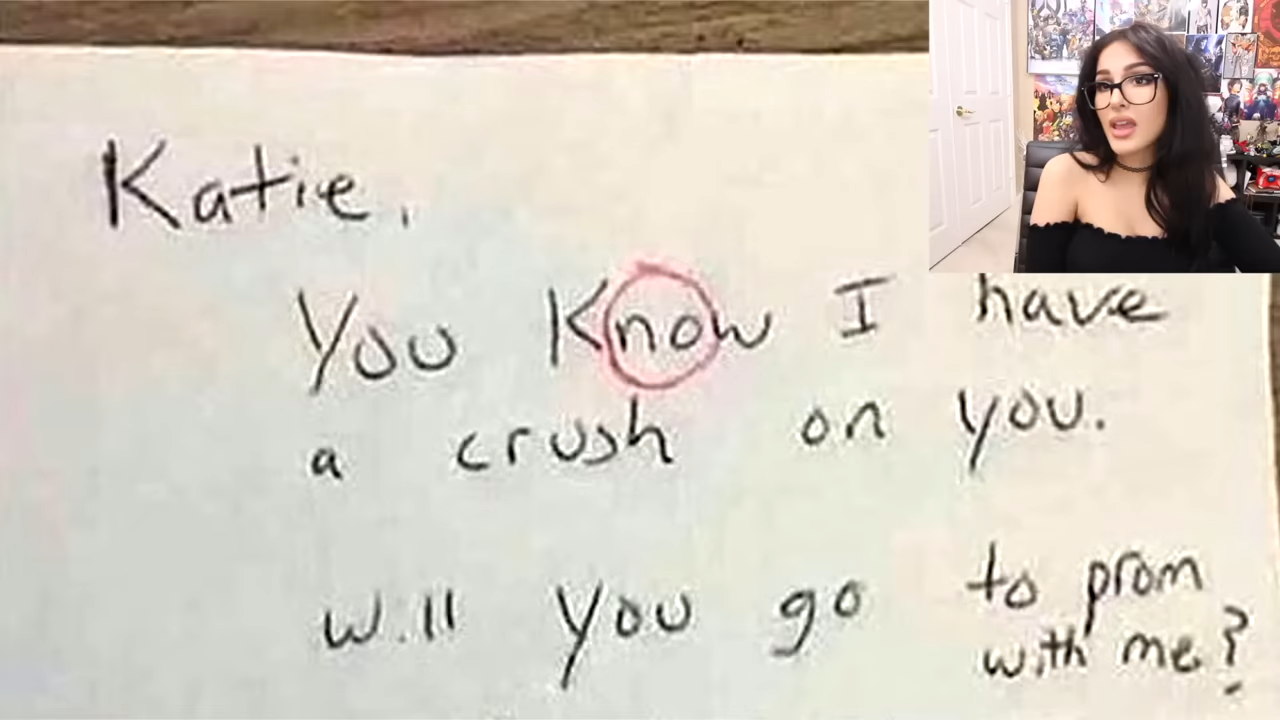 Katie,
You Know I have
a crush on you.
will you go to prom
with me?